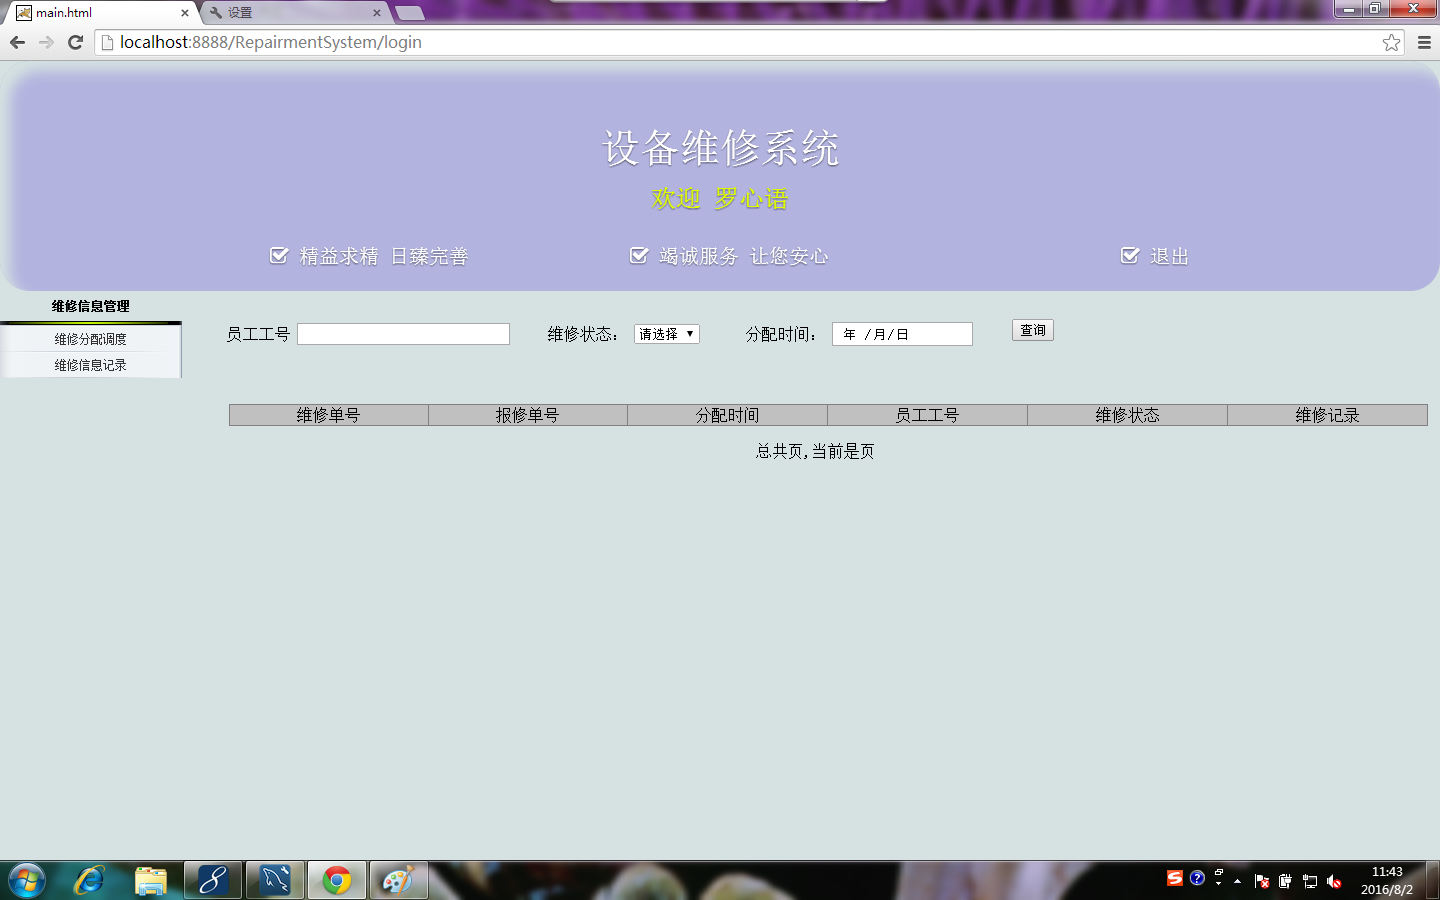 main.html
设置
localhost:8888/RepairmentSystem/login
设备维修系统
欢迎 罗心语
精益求精 日臻完善
竭诚服务 让您安心
退出
维修信息管理
维修分配调度
维修信息记录
员工工号 维修状态： 请选择 分配时间： 年 /月/日 查询
维修单号 报修单号 分配时间 员工工号 维修状态 维修记录
总共页,当前是页
11:43
2016/8/2